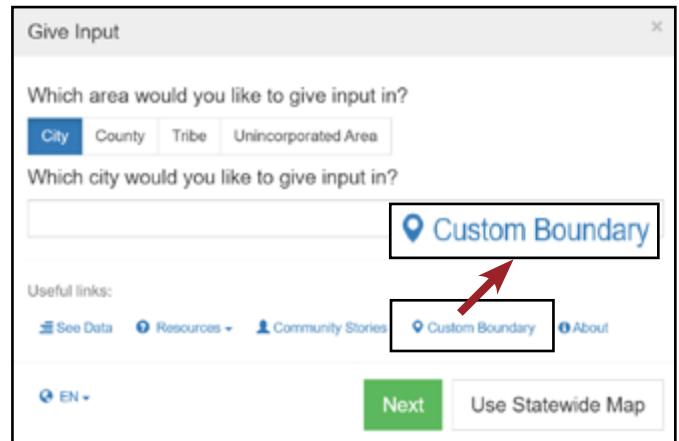 Give Input ×
Which area would you like to give input in?
City County Tribe Unincorporated Area
Which city would you like to give input in?
Custom Boundary
Useful links:
See Data Resources Community Stories Custom Boundary About
EN
Next Use Statewide Map